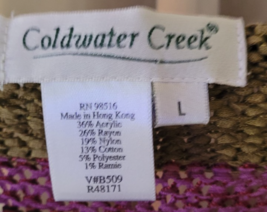 Coldwater Creek®
RN 98516
Made in Hong Kong
36% Acrylic
26% Rayon
19% Nylon
13% Cotton
5% Polyester
1% Ramie
V#B509
R48171
L